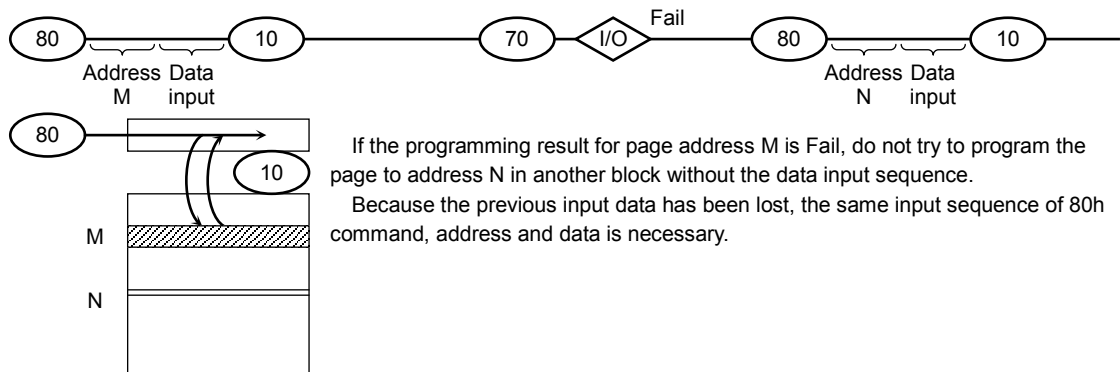 Fail
80 10 70 I/O 80 10
Address Data Address Data
M input N input
80
If the programming result for page address M is Fail, do not try to program the
10
page to address N in another block without the data input sequence.
Because the previous input data has been lost, the same input sequence of 80h
M
command, address and data is necessary.
N